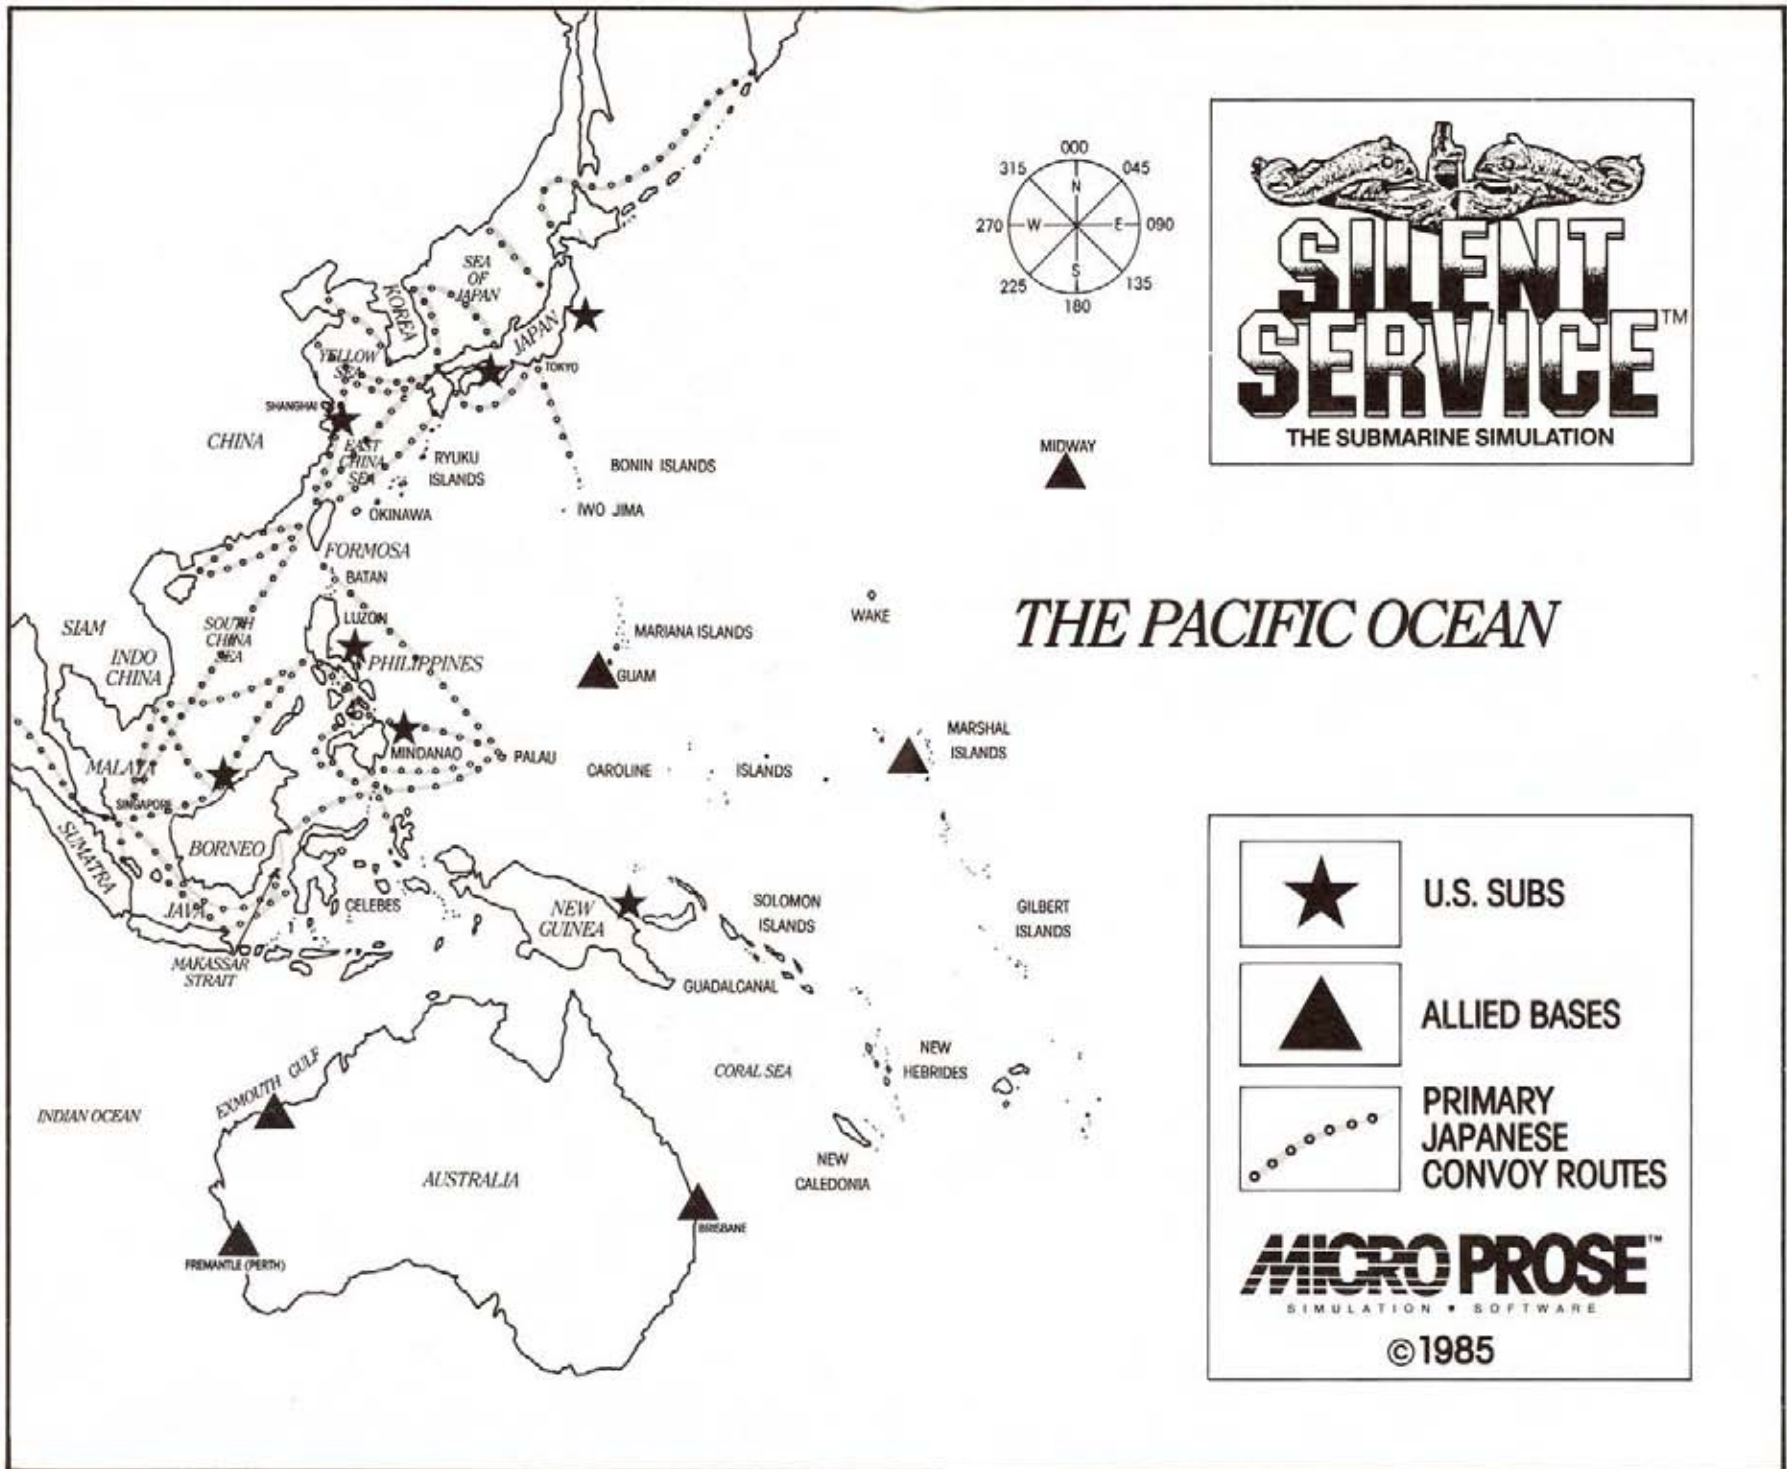 000
315
045
N
270
W
E
090
S
225
135
180
SILENT
SERVICE™
THE SUBMARINE SIMULATION
SEA
OF
JAPAN
KOREA
JAPAN
YELLOW
SEA
TOKYO
SHANGHAI
CHINA
EAST
CHINA
SEA
RYUKU
ISLANDS
BONIN ISLANDS
MIDWAY
OKINAWA
IWO JIMA
FORMOSA
BATAN
LUZON
SIAM
INDO
CHINA
SOUTH
CHINA
SEA
PHILIPPINES
MARIANA ISLANDS
GUAM
WAKE
THE PACIFIC OCEAN
MALAYA
SINGAPORE
MINDANAO
PALAU
CAROLINE
ISLANDS
MARSHAL
ISLANDS
SUMATRA
BORNEO
JAVA
CELEBES
MAKASSAR
STRAIT
NEW
GUINEA
SOLOMON
ISLANDS
GILBERT
ISLANDS
GUADALCANAL
EXMOUTH GULF
CORAL SEA
NEW
HEBRIDES
INDIAN OCEAN
AUSTRALIA
NEW
CALEDONIA
BRISBANE
FREMANTLE (PERTH)
U.S. SUBS
ALLIED BASES
PRIMARY
JAPANESE
CONVOY ROUTES
MICRO PROSE™
SIMULATION • SOFTWARE
©1985